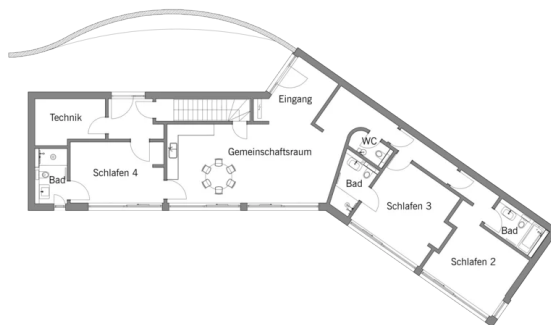 Eingang
Technik
WC
Gemeinschaftsraum
Bad
Schlafen 4
Bad
Schlafen 3
Bad
Schlafen 2